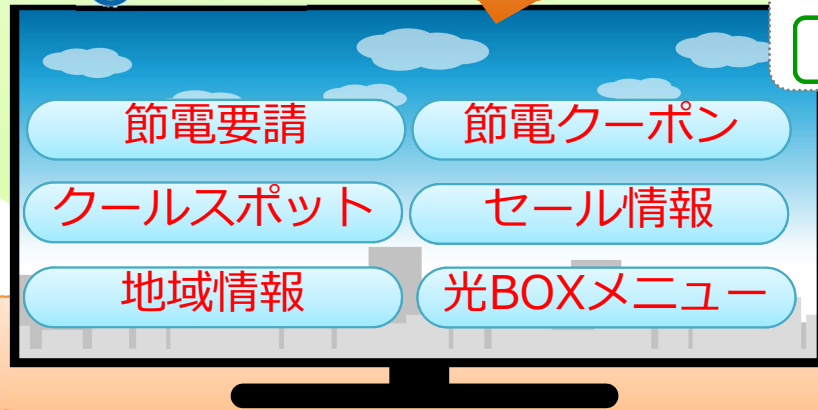 節電要請
節電クーポン
クールスポット
セール情報
地域情報
光BOXメニュー